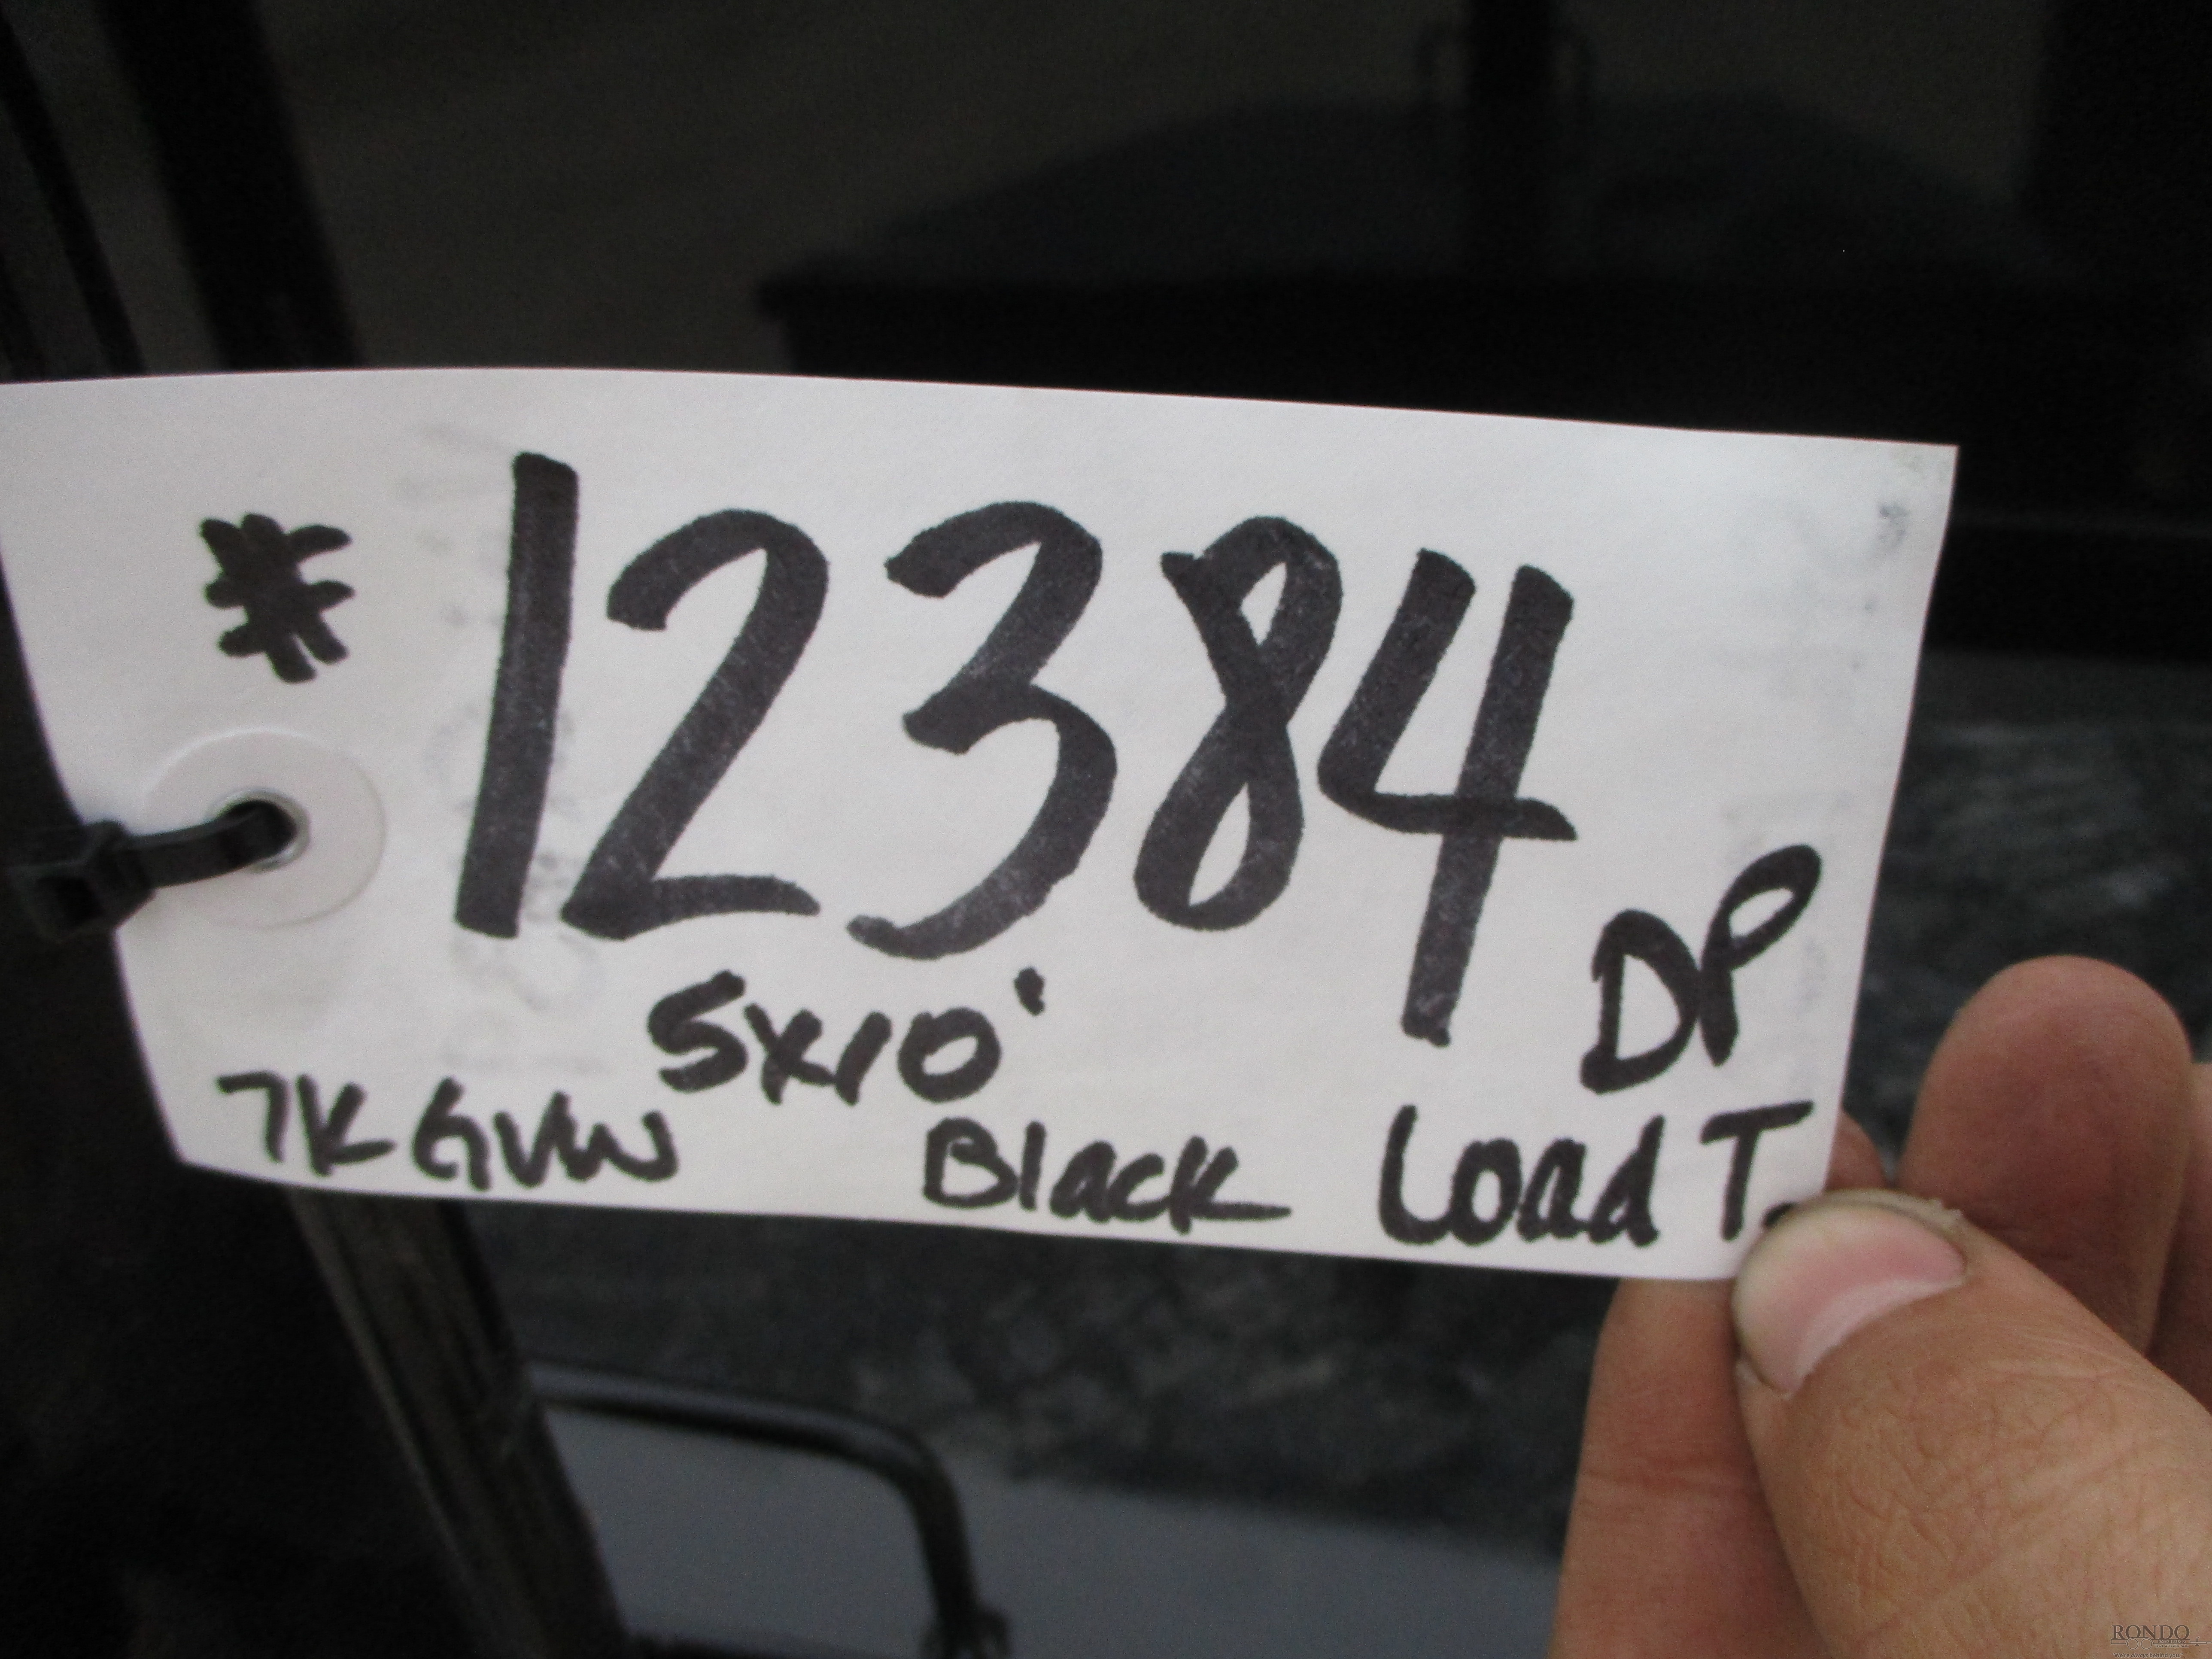 #12384
DP
5x10'
7K GVW Black Load T.
RONDO